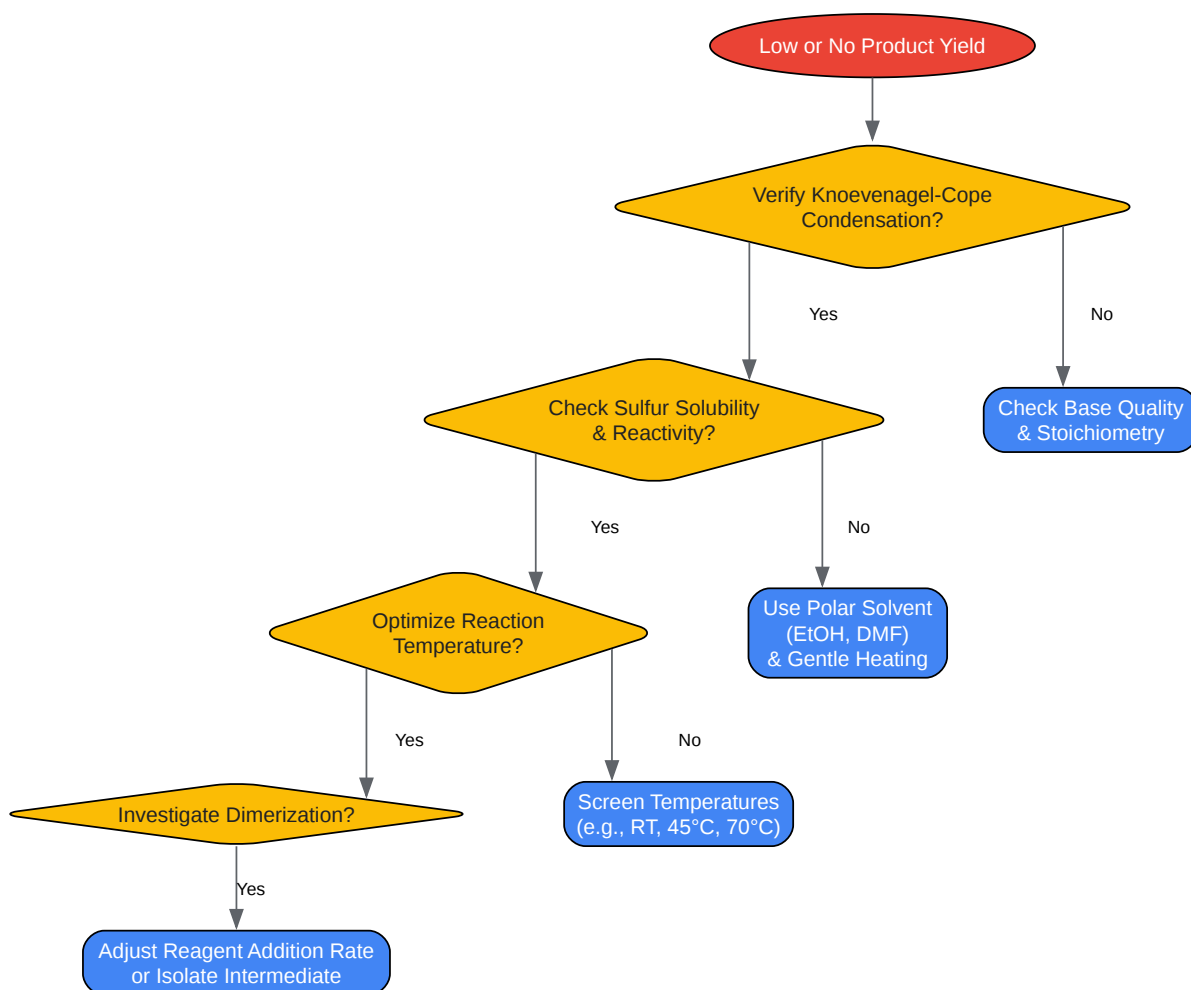 Low or No Product Yield
Verify Knoevenagel-Cope
Condensation?
Yes
No
Check Sulfur Solubility
& Reactivity?
Check Base Quality
& Stoichiometry
Yes
No
Optimize Reaction
Temperature?
Use Polar Solvent
(EtOH, DMF)
& Gentle Heating
Yes
No
Investigate Dimerization?
Screen Temperatures
(e.g., RT, 45°C, 70°C)
Yes
Adjust Reagent Addition Rate
or Isolate Intermediate